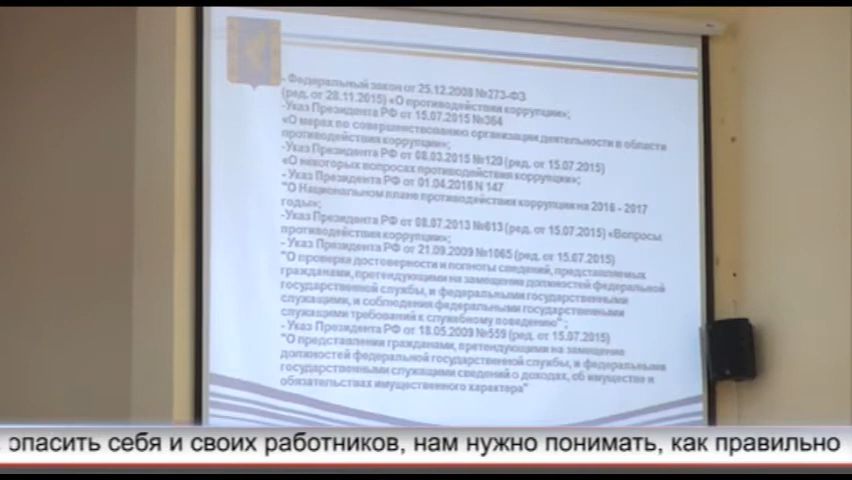 - Федеральный закон от 25.12.2008 №273-ФЗ
(ред. от 28.11.2015) «О противодействии коррупции»;
-Указ Президента РФ от 15.07.2015 №364
«О мерах по совершенствованию организации деятельности в области
противодействия коррупции»;
-Указ Президента РФ от 08.03.2015 №120 (ред. от 15.07.2015)
«О некоторых вопросах противодействия коррупции»;
- Указ Президента РФ от 01.04.2016 N 147
"О Национальном плане противодействия коррупции на 2016 - 2017
годы»;
-Указ Президента РФ от 08.07.2013 №613 (ред. от 15.07.2015) «Вопросы
противодействия коррупции»;
- Указ Президента РФ от 21.09.2009 №1065 (ред. от 15.07.2015)
"О проверке достоверности и полноты сведений, представляемых
гражданами, претендующими на замещение должностей федеральной
государственной службы, и федеральными государственными
служащими, и соблюдения федеральными государственными
служащими требований к служебному поведению" ;
- Указ Президента РФ от 18.05.2009 №559 (ред. от 15.07.2015)
"О представлении гражданами, претендующими на замещение
должностей федеральной государственной службы, и федеральными
государственными служащими сведений о доходах, об имуществе и
обязательствах имущественного характера"
опасить себя и своих работников, нам нужно понимать, как правильно